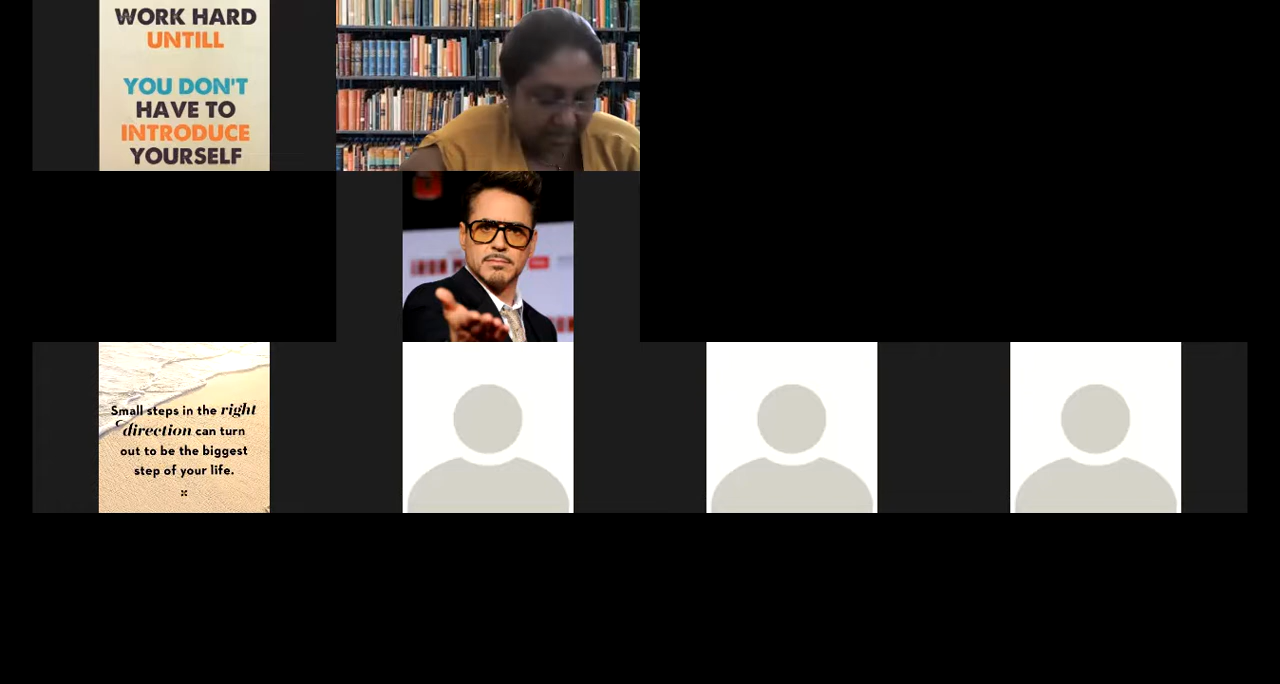 WORK HARD
UNTILL
YOU DON'T
HAVE TO
INTRODUCE
YOURSELF
Small steps in the right
direction can turn
out to be the biggest
step of your life.